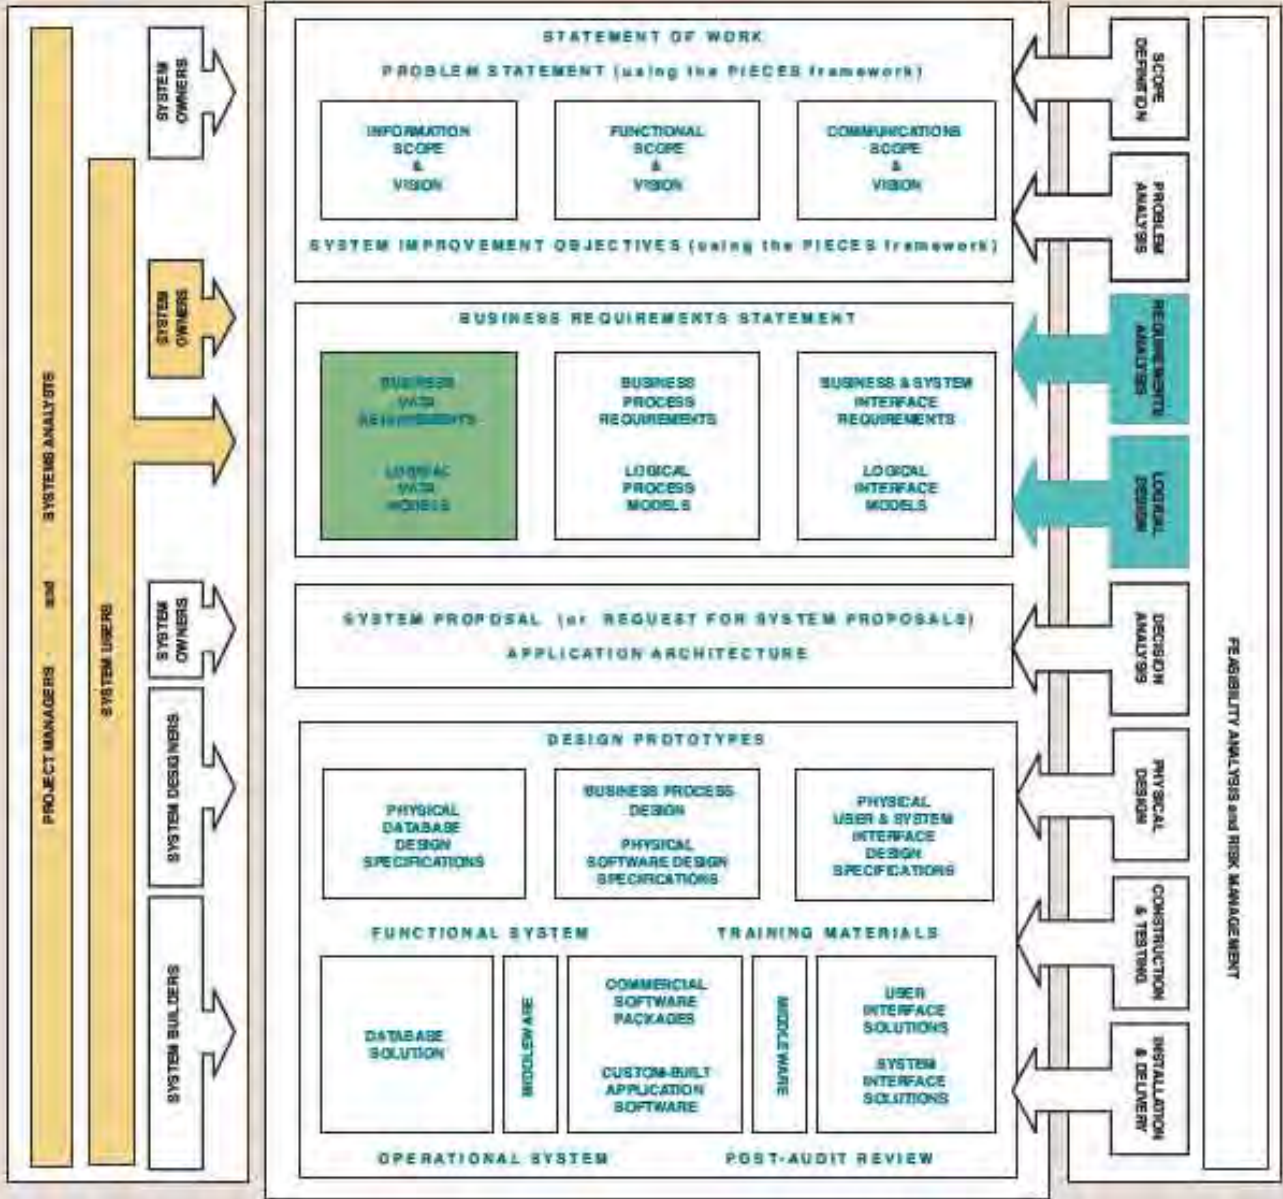 PROJECT MANAGERS and SYSTEMS ANALYSTS
SYSTEM USERS
SYSTEM
OWNERS
SYSTEM
OWNERS
SYSTEM
OWNERS
SYSTEM DESIGNERS
SYSTEM BUILDERS
STATEMENT OF WORK
PROBLEM STATEMENT (using the PIECES framework)
INFORMATION
SCOPE
&
VISION
FUNCTIONAL
SCOPE
&
VISION
COMMUNICATIONS
SCOPE
&
VISION
SYSTEM IMPROVEMENT OBJECTIVES (using the PIECES framework)
BUSINESS REQUIREMENTS STATEMENT
BUSINESS
DATA
REQUIREMENTS
LOGICAL
DATA
MODELS
BUSINESS
PROCESS
REQUIREMENTS
LOGICAL
PROCESS
MODELS
BUSINESS & SYSTEM
INTERFACE
REQUIREMENTS
LOGICAL
INTERFACE
MODELS
SYSTEM PROPOSAL (or REQUEST FOR SYSTEM PROPOSALS)
APPLICATION ARCHITECTURE
DESIGN PROTOTYPES
PHYSICAL
DATABASE
DESIGN
SPECIFICATIONS
BUSINESS PROCESS
DESIGN
PHYSICAL
SOFTWARE DESIGN
SPECIFICATIONS
PHYSICAL
USER & SYSTEM
INTERFACE
DESIGN
SPECIFICATIONS
FUNCTIONAL SYSTEM
TRAINING MATERIALS
DATABASE
SOLUTION
MIDDLEWARE
COMMERCIAL
SOFTWARE
PACKAGES
CUSTOM-BUILT
APPLICATION
SOFTWARE
MIDDLEWARE
USER
INTERFACE
SOLUTIONS
SYSTEM
INTERFACE
SOLUTIONS
OPERATIONAL SYSTEM
POST-AUDIT REVIEW
SCOPE
DEFINITION
PROBLEM
ANALYSIS
REQUIREMENTS
ANALYSIS
LOGICAL
DESIGN
DECISION
ANALYSIS
PHYSICAL
DESIGN
CONSTRUCTION
& TESTING
INSTALLATION
& DELIVERY
FEASIBILITY ANALYSIS and RISK MANAGEMENT